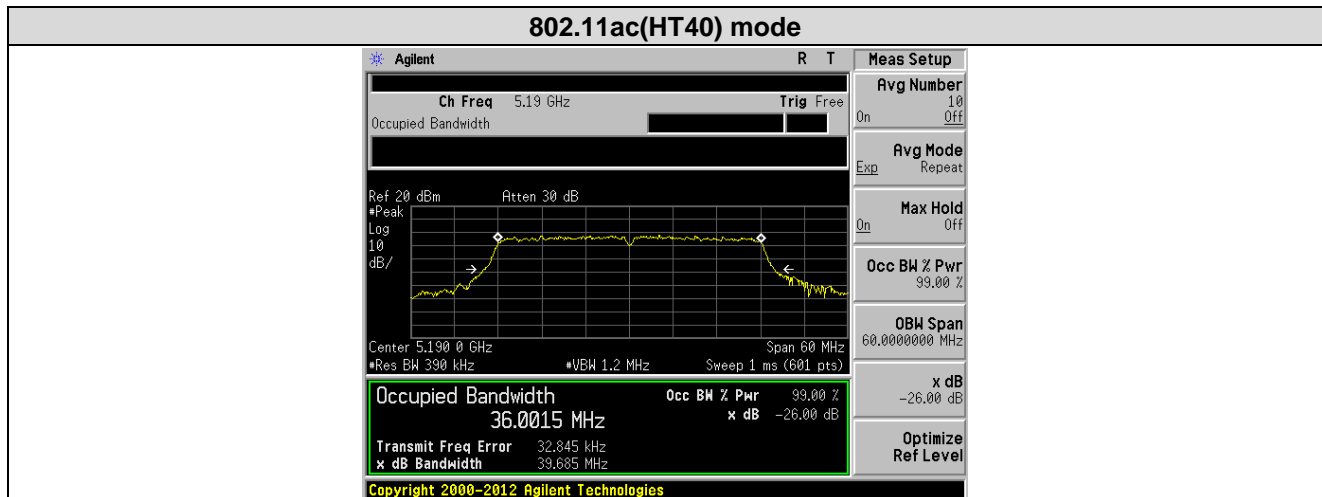 802.11ac(HT40) mode
Agilent R T Meas Setup
Ch Freq 5.19 GHz Trig Free
Occupied Bandwidth
Avg Number
10
On Off
Avg Mode
Exp Repeat
Max Hold
On Off
Occ BW % Pwr
99.00 %
OBW Span
60.0000000 MHz
x dB
-26.00 dB
Optimize
Ref Level
Ref 20 dBm Atten 30 dB
#Peak
Log
10
dB/
Center 5.190 0 GHz Span 60 MHz
#Res BW 390 kHz #VBW 1.2 MHz Sweep 1 ms (601 pts)
Occupied Bandwidth Occ BW % Pwr 99.00 %
36.0015 MHz x dB -26.00 dB
Transmit Freq Error 32.845 kHz
x dB Bandwidth 39.685 MHz
Copyright 2000-2012 Agilent Technologies